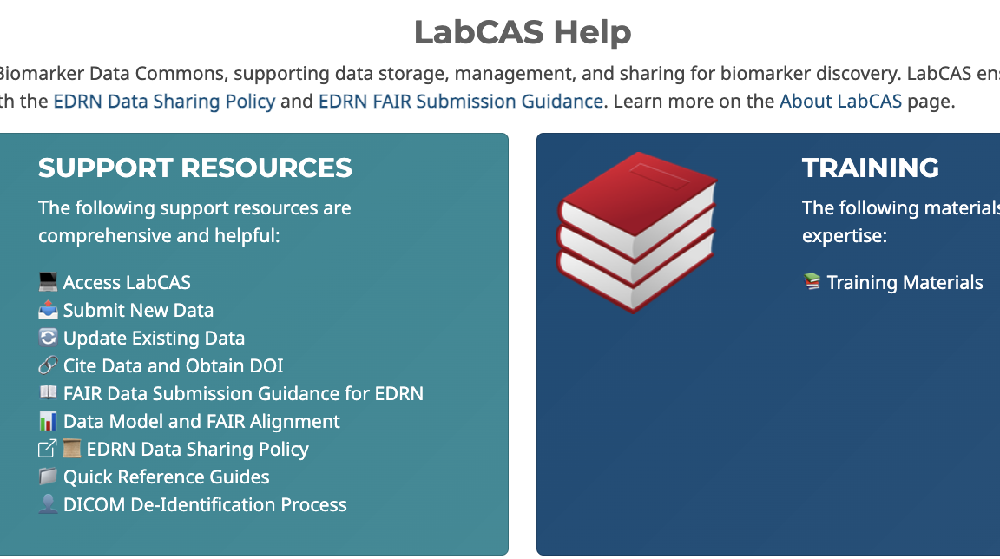 LabCAS Help
Biomarker Data Commons, supporting data storage, management, and sharing for biomarker discovery. LabCAS
the EDRN Data Sharing Policy and EDRN FAIR Submission Guidance. Learn more on the About LabCAS page.
SUPPORT RESOURCES
The following support resources are
comprehensive and helpful:
Access LabCAS
Submit New Data
Update Existing Data
Cite Data and Obtain DOI
FAIR Data Submission Guidance for EDRN
Data Model and FAIR Alignment
EDRN Data Sharing Policy
Quick Reference Guides
DICOM De-Identification Process
TRAINING
The following materials
expertise:
Training Materials